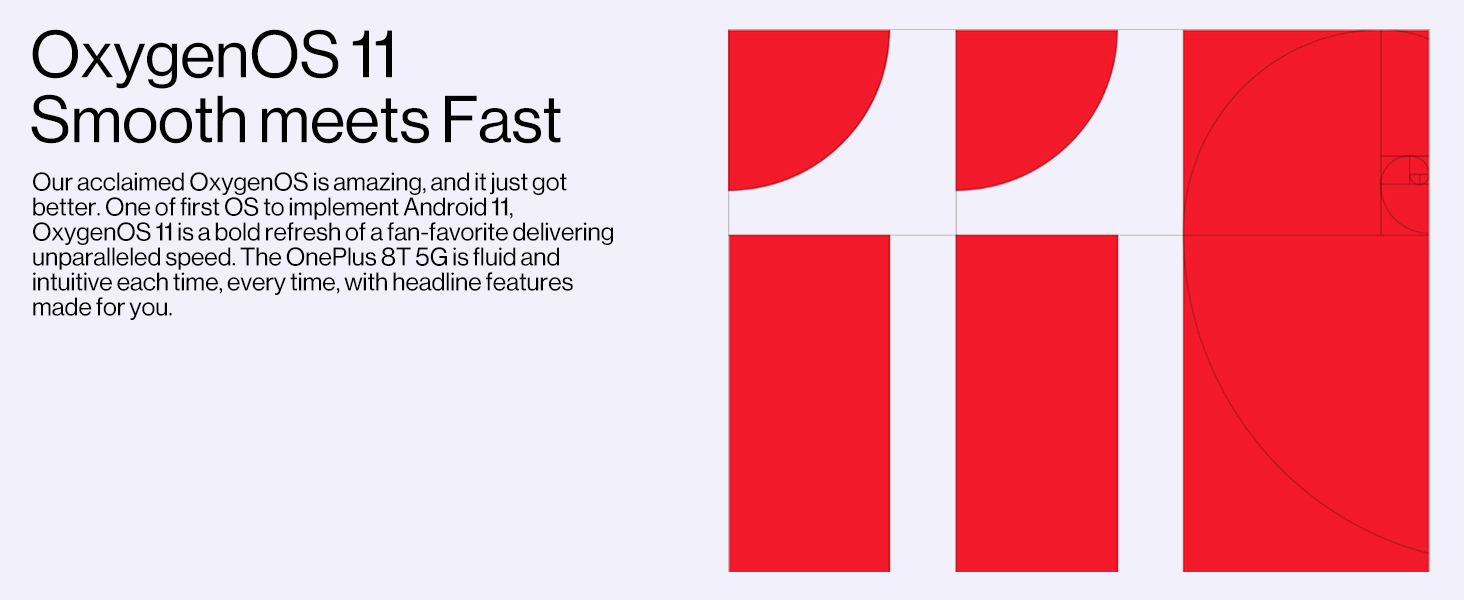 OxygenOS 11
Smooth meets Fast
Our acclaimed OxygenOS is amazing, and it just got
better. One of first OS to implement Android 11,
OxygenOS 11 is a bold refresh of a fan-favorite delivering
unparalleled speed. The OnePlus 8T 5G is fluid and
intuitive each time, every time, with headline features
made for you.